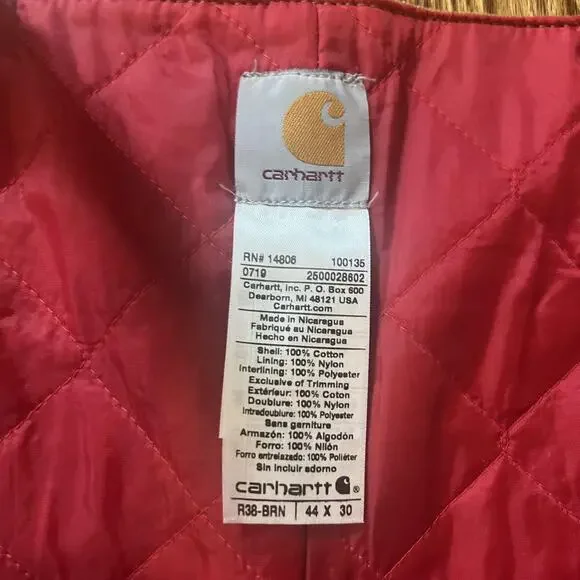 carhartt
RN# 14806 100135
0719 2500028602
Carhartt, Inc. P. O. Box 600
Dearborn, MI 48121 USA
Carhartt.com
Made in Nicaragua
Fabriqué au Nicaragua
Hecho en Nicaragua
Shell: 100% Cotton
Lining: 100% Nylon
Interlining: 100% Polyester
Exclusive of Trimming
Extérieur: 100% Coton
Doublure: 100% Nylon
Intredoublure: 100% Polyester
Sans garniture
Armazón: 100% Algodón
Forro: 100% Nilón
Forro entrelazado: 100% Poliéter
Sin incluir adorno
carhartt ®
R38-BRN 44 X 30